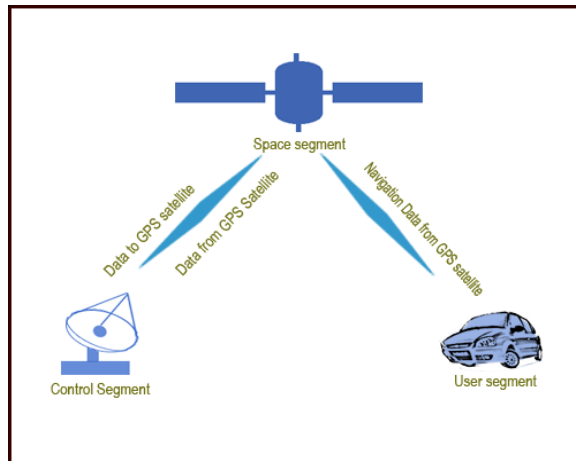 Space segment
Data to GPS satellite
Data from GPS Satellite
Navigation Data from GPS satellite
Control Segment
User segment